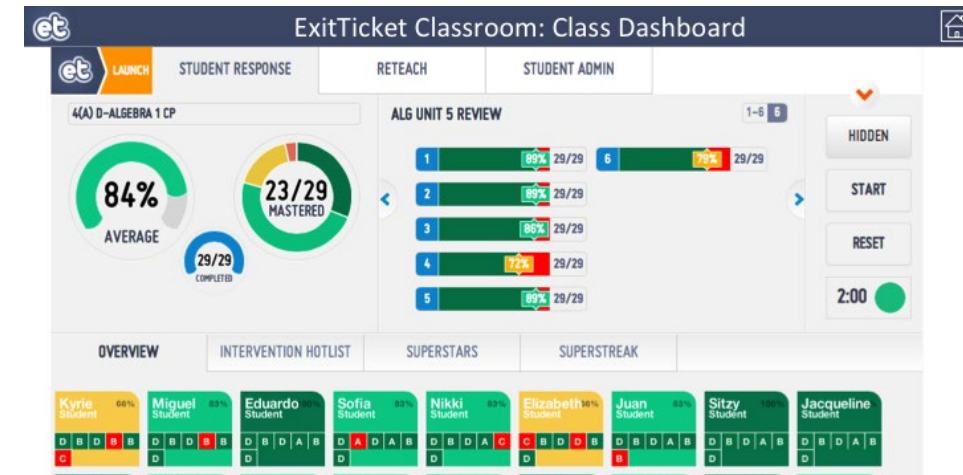 et ExitTicket Classroom: Class Dashboard
et LAUNCH STUDENT RESPONSE RETEACH STUDENT ADMIN
4(A) D-ALGEBRA 1 CP
84%
AVERAGE
23/29
MASTERED
29/29
COMPLETED
ALG UNIT 5 REVIEW
1-6 6
1 89% 29/29
2 89% 29/29
3 86% 29/29
4 72% 29/29
5 89% 29/29
6 79% 29/29
HIDDEN
START
RESET
2:00
OVERVIEW INTERVENTION HOTLIST SUPERSTARS SUPERSTREAK
Kyrie 66%
Student
D B D B B
C
Miguel 83%
Student
D B D B B
D
Eduardo
Student
D B D A B
D
Sofia 83%
Student
D A D A B
D
Nikki 83%
Student
D B D A C
D
Elizabeth
Student
C B D D B
D
Juan 83%
Student
D B D A B
B
Sitzy 100%
Student
D B D A B
D
Jacqueline
Student
D B D A B
D